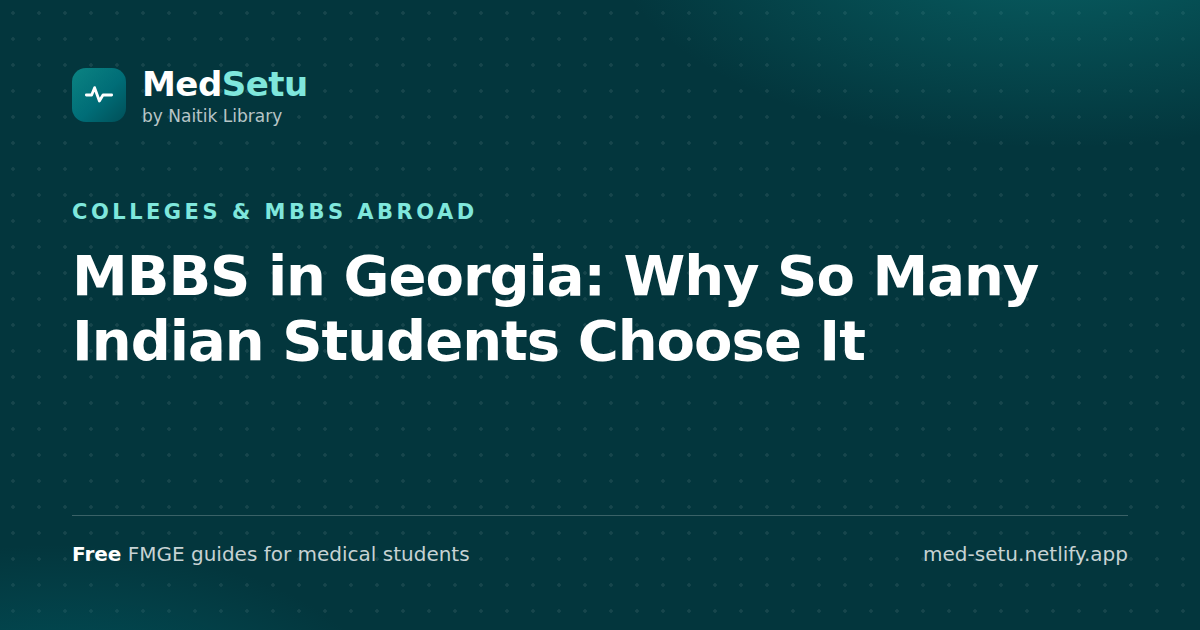 MedSetu
by Naitik Library
COLLEGES & MBBS ABROAD
MBBS in Georgia: Why So Many
Indian Students Choose It
Free FMGE guides for medical students
med-setu.netlify.app